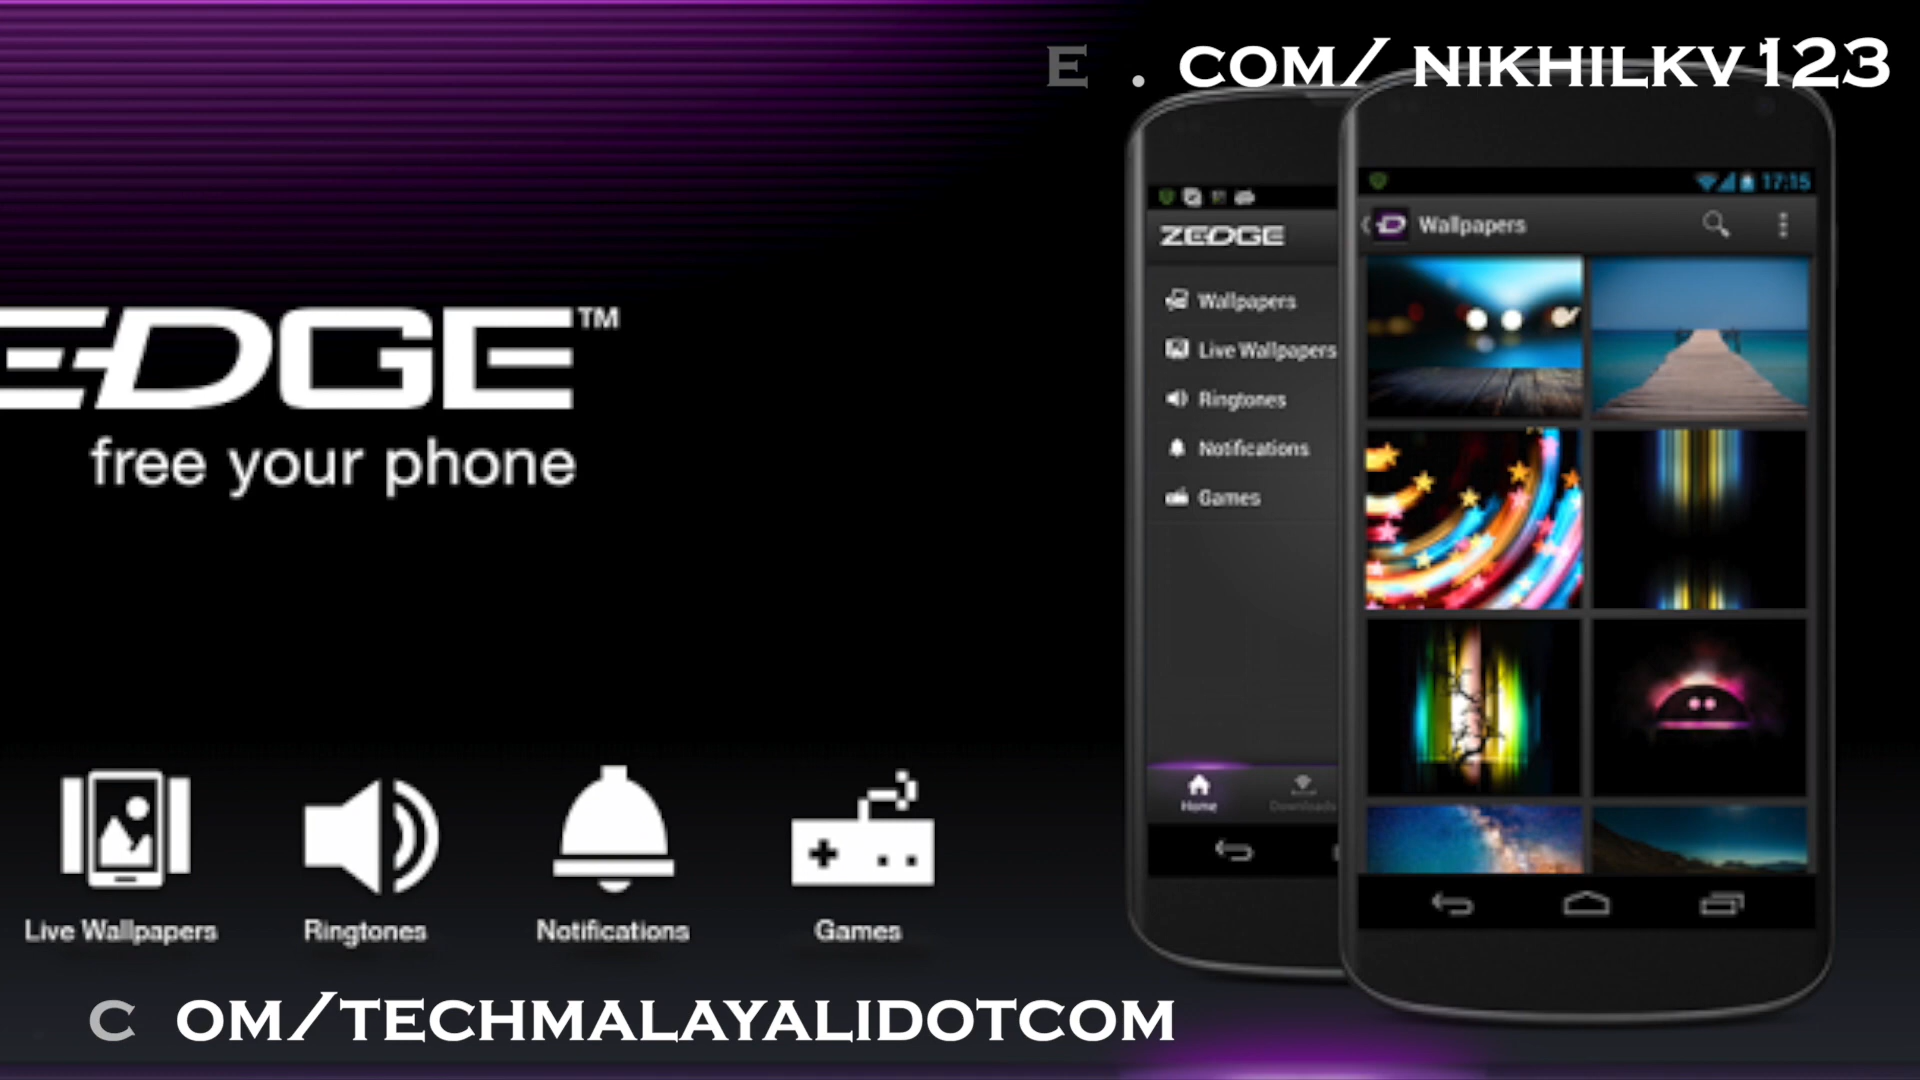 E . COM/ NIKHILKV123
EDGE™
free your phone
Live Wallpapers
Ringtones
Notifications
Games
C OM/TECHMALAYALIDOTCOM
ZEDGE
Wallpapers
Live Wallpapers
Ringtones
Notifications
Games
Home
Downloads
17:15
Wallpapers